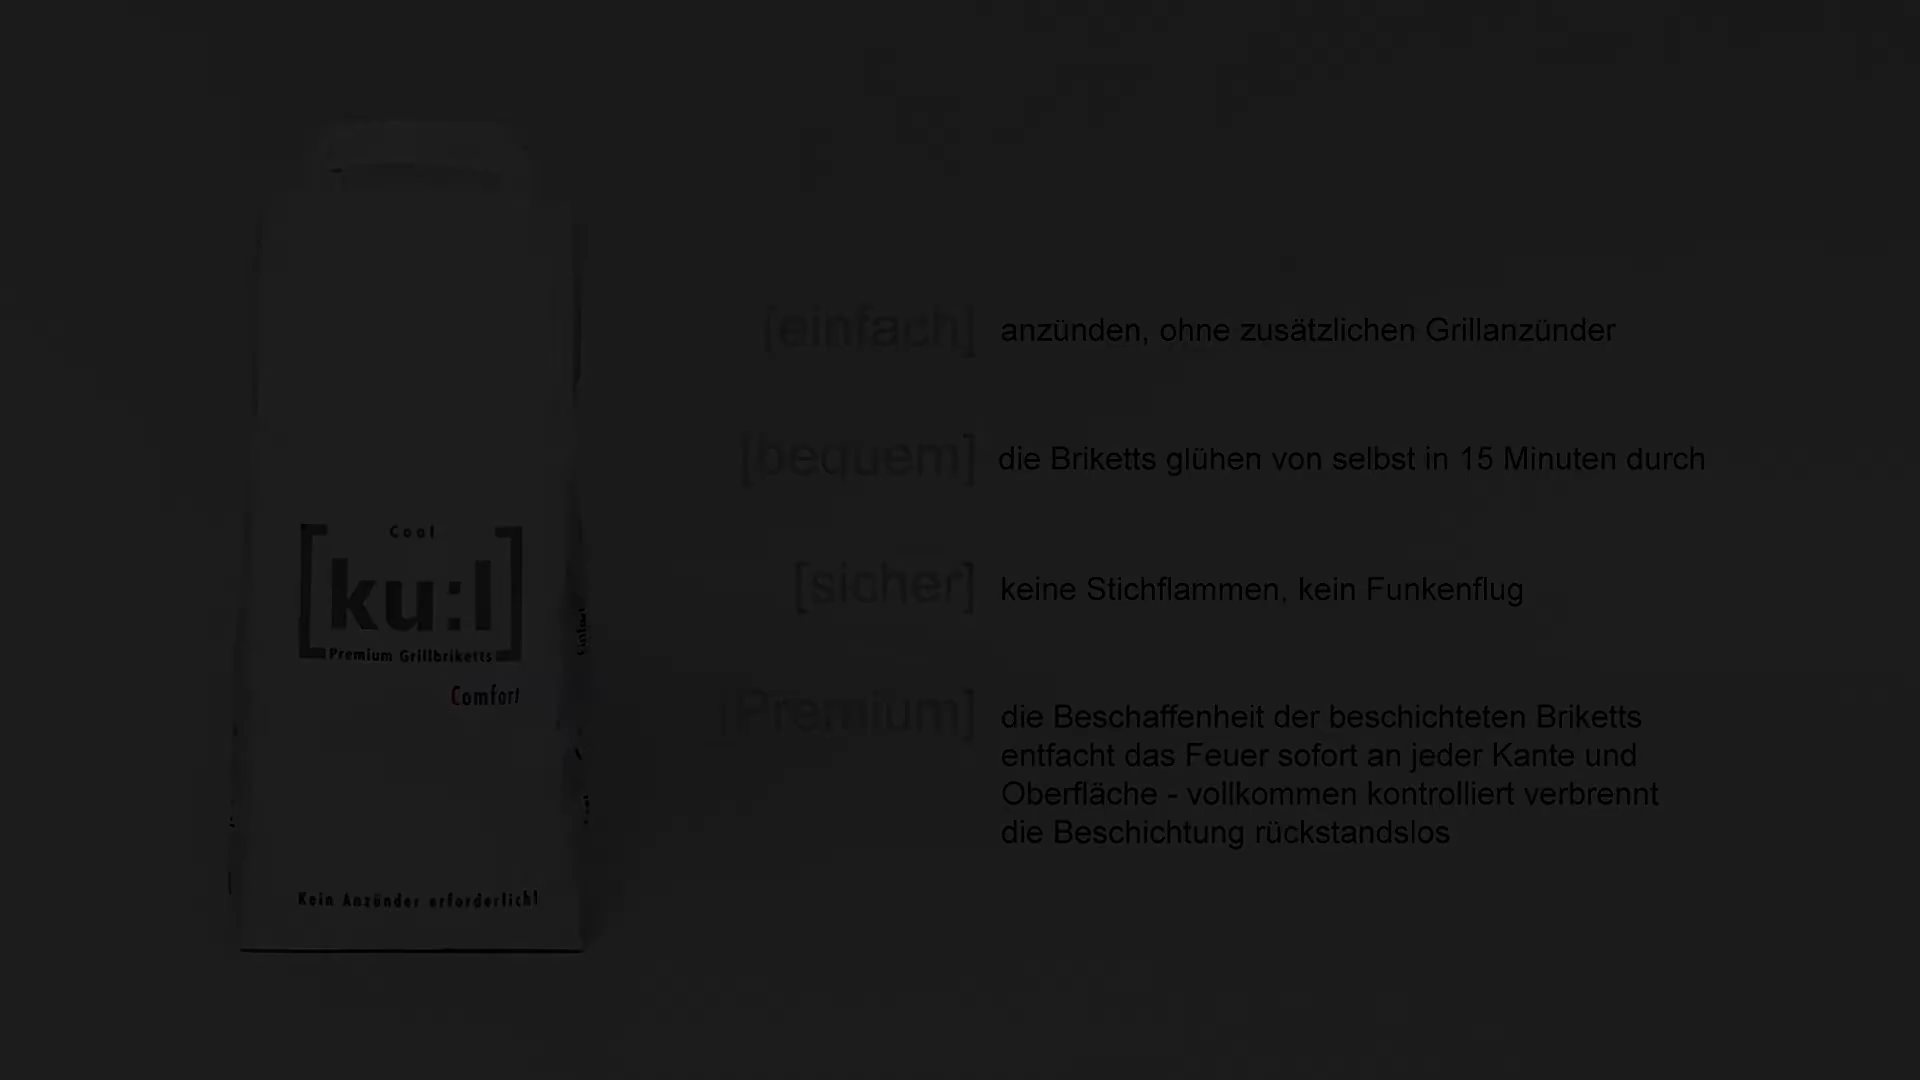 Cool
[ku:l]
Premium Grillbriketts
Comfort
Kein Anzünder erforderlich!
[einfach] anzünden, ohne zusätzlichen Grillanzünder
[bequem] die Briketts glühen von selbst in 15 Minuten durch
[sicher] keine Stichflammen, kein Funkenflug
[Premium] die Beschaffenheit der beschichteten Briketts
entfacht das Feuer sofort an jeder Kante und
Oberfläche - vollkommen kontrolliert verbrennt
die Beschichtung rückstandslos